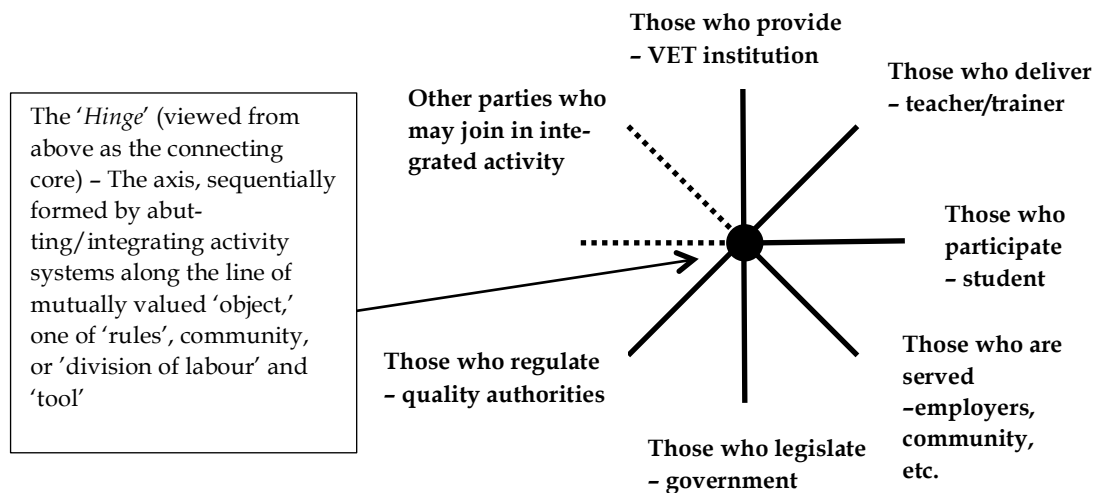 Those who provide
– VET institution
Those who deliver
– teacher/trainer
Other parties who
may join in inte-
grated activity
The ‘Hinge’ (viewed from
above as the connecting
core) – The axis, sequentially
formed by abut-
ting/integrating activity
systems along the line of
mutually valued ‘object,’
one of ‘rules’, community,
or ’division of labour’ and
‘tool’
Those who
participate
– student
Those who regulate
– quality authorities
Those who are
served
–employers,
community,
etc.
Those who legislate
– government